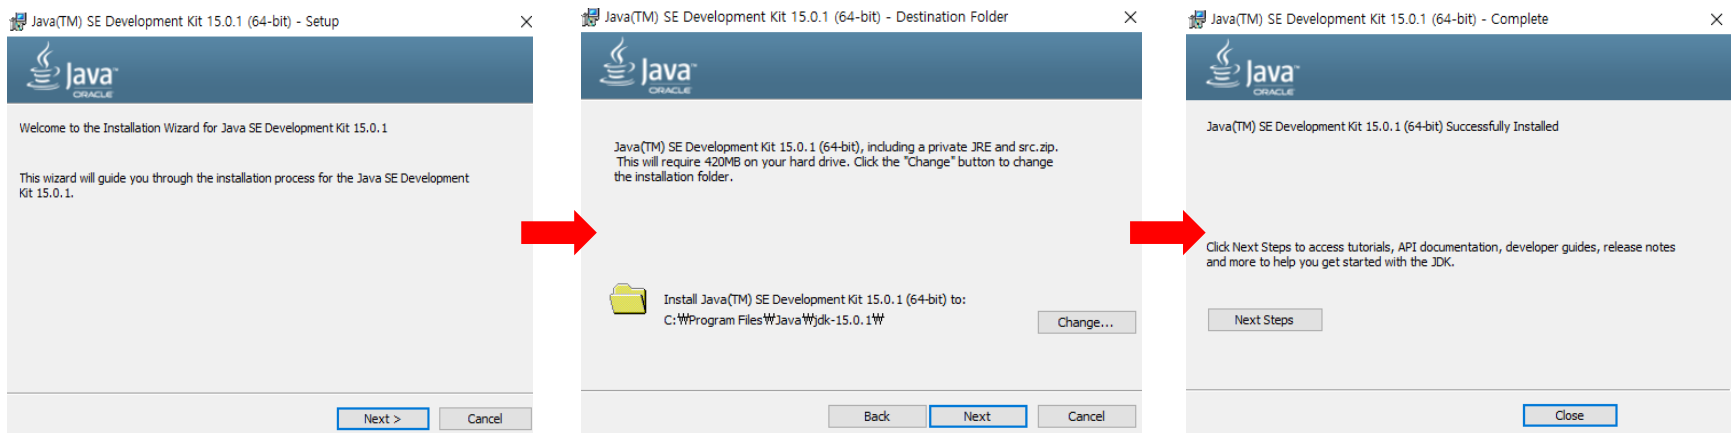 Java(TM) SE Development Kit 15.0.1 (64-bit) - Setup
Java™
ORACLE
Welcome to the Installation Wizard for Java SE Development Kit 15.0.1
This wizard will guide you through the installation process for the Java SE Development
Kit 15.0.1.
Next >
Cancel
Java(TM) SE Development Kit 15.0.1 (64-bit) - Destination Folder
Java™
ORACLE
Java(TM) SE Development Kit 15.0.1 (64-bit), including a private JRE and src.zip.
This will require 420MB on your hard drive. Click the "Change" button to change
the installation folder.
Install Java(TM) SE Development Kit 15.0.1 (64-bit) to:
C:₩Program Files₩Java₩jdk-15.0.1₩
Change...
Back
Next
Cancel
Java(TM) SE Development Kit 15.0.1 (64-bit) - Complete
Java™
ORACLE
Java(TM) SE Development Kit 15.0.1 (64-bit) Successfully Installed
Click Next Steps to access tutorials, API documentation, developer guides, release notes
and more to help you get started with the JDK.
Next Steps
Close